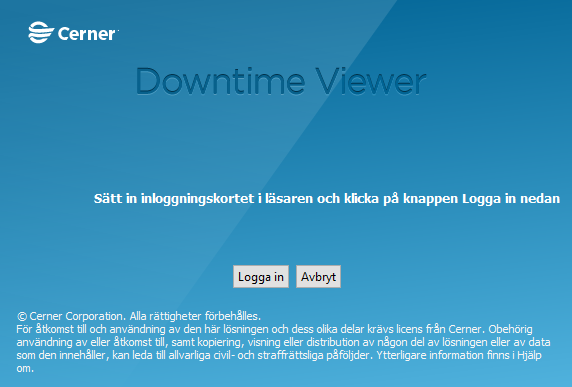 Cerner
Downtime Viewer
Sätt in inloggningskortet i läsaren och klicka på knappen Logga in nedan
Logga in Avbryt
© Cerner Corporation. Alla rättigheter förbehålles.
För åtkomst till och användning av den här lösningen och dess olika delar krävs licens från Cerner. Obehörig
användning av eller åtkomst till, samt kopiering, visning eller distribution av någon del av lösningen eller av data
som den innehåller, kan leda till allvarliga civil- och straffrättsliga påföljder. Ytterligare information finns i Hjälp
om.